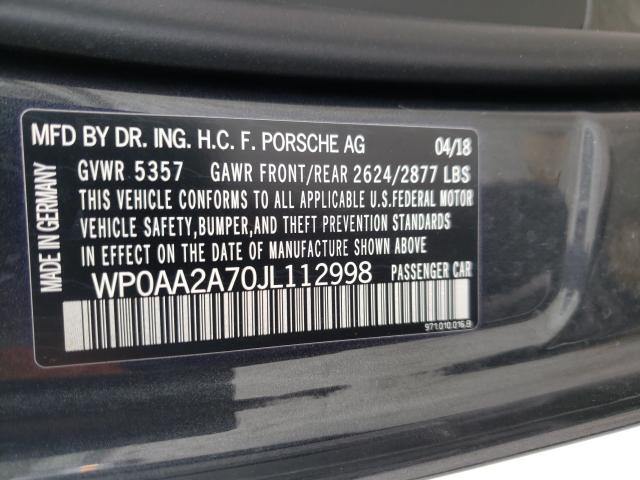 MFD BY DR. ING. H.C. F. PORSCHE AG 04/18
GVWR 5357 GAWR FRONT/REAR 2624/2877 LBS
THIS VEHICLE CONFORMS TO ALL APPLICABLE U.S.FEDERAL MOTOR
VEHICLE SAFETY,BUMPER,AND THEFT PREVENTION STANDARDS
IN EFFECT ON THE DATE OF MANUFACTURE SHOWN ABOVE
WP0AA2A70JL112998 PASSENGER CAR
971.010.016.B
MADE IN GERMANY